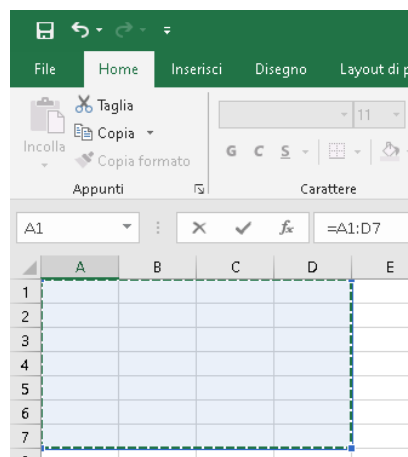 File Home Inserisci Disegno Layout di p
Taglia
Copia
Incolla
Copia formato
11
G C S
Appunti Carattere
A1 fx =A1:D7
A B C D E
1
2
3
4
5
6
7